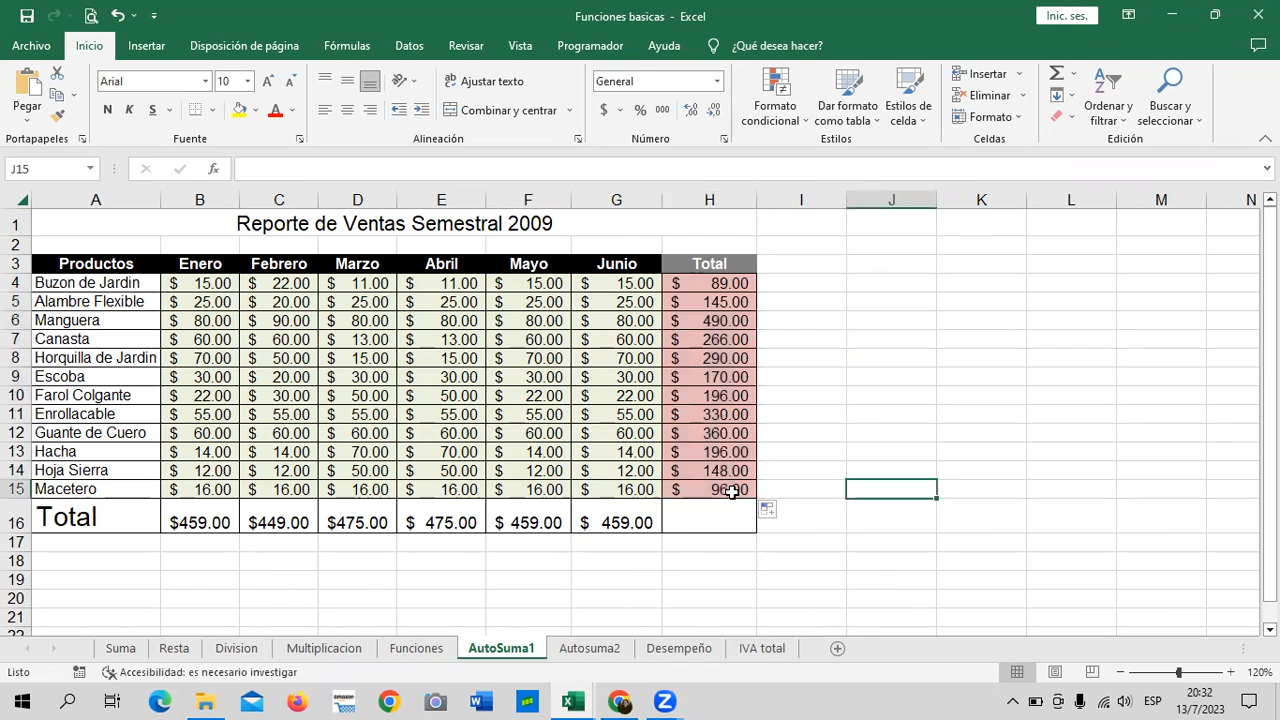 Funciones basicas - Excel
Inic. ses.
Archivo Inicio Insertar Disposición de página Fórmulas Datos Revisar Vista Programador Ayuda ¿Qué desea hacer?
Pegar
Portapapeles
Arial 10
N K S
Fuente
Ajustar texto
Combinar y centrar
Alineación
General
$ % 000
Número
Formato condicional
Dar formato como tabla
Estilos de celda
Estilos
Insertar
Eliminar
Formato
Celdas
Ordenar y filtrar
Buscar y seleccionar
Edición
J15 fx
A B C D E F G H I J K L M N
1 Reporte de Ventas Semestral 2009
2
3 Productos Enero Febrero Marzo Abril Mayo Junio Total
4 Buzon de Jardin $ 15.00 $ 22.00 $ 11.00 $ 11.00 $ 15.00 $ 15.00 $ 89.00
5 Alambre Flexible $ 25.00 $ 20.00 $ 25.00 $ 25.00 $ 25.00 $ 25.00 $ 145.00
6 Manguera $ 80.00 $ 90.00 $ 80.00 $ 80.00 $ 80.00 $ 80.00 $ 490.00
7 Canasta $ 60.00 $ 60.00 $ 13.00 $ 13.00 $ 60.00 $ 60.00 $ 266.00
8 Horquilla de Jardin $ 70.00 $ 50.00 $ 15.00 $ 15.00 $ 70.00 $ 70.00 $ 290.00
9 Escoba $ 30.00 $ 20.00 $ 30.00 $ 30.00 $ 30.00 $ 30.00 $ 170.00
10 Farol Colgante $ 22.00 $ 30.00 $ 50.00 $ 50.00 $ 22.00 $ 22.00 $ 196.00
11 Enrollacable $ 55.00 $ 55.00 $ 55.00 $ 55.00 $ 55.00 $ 55.00 $ 330.00
12 Guante de Cuero $ 60.00 $ 60.00 $ 60.00 $ 60.00 $ 60.00 $ 60.00 $ 360.00
13 Hacha $ 14.00 $ 14.00 $ 70.00 $ 70.00 $ 14.00 $ 14.00 $ 196.00
14 Hoja Sierra $ 12.00 $ 12.00 $ 50.00 $ 50.00 $ 12.00 $ 12.00 $ 148.00
15 Macetero $ 16.00 $ 16.00 $ 16.00 $ 16.00 $ 16.00 $ 16.00 $ 96.00
16 Total $459.00 $449.00 $475.00 $ 475.00 $ 459.00 $ 459.00
17
18
19
20
21
22
Suma Resta Division Multiplicacion Funciones AutoSuma1 Autosuma2 Desempeño IVA total
Listo Accesibilidad: es necesario investigar 120%
ESP 20:32
13/7/2023